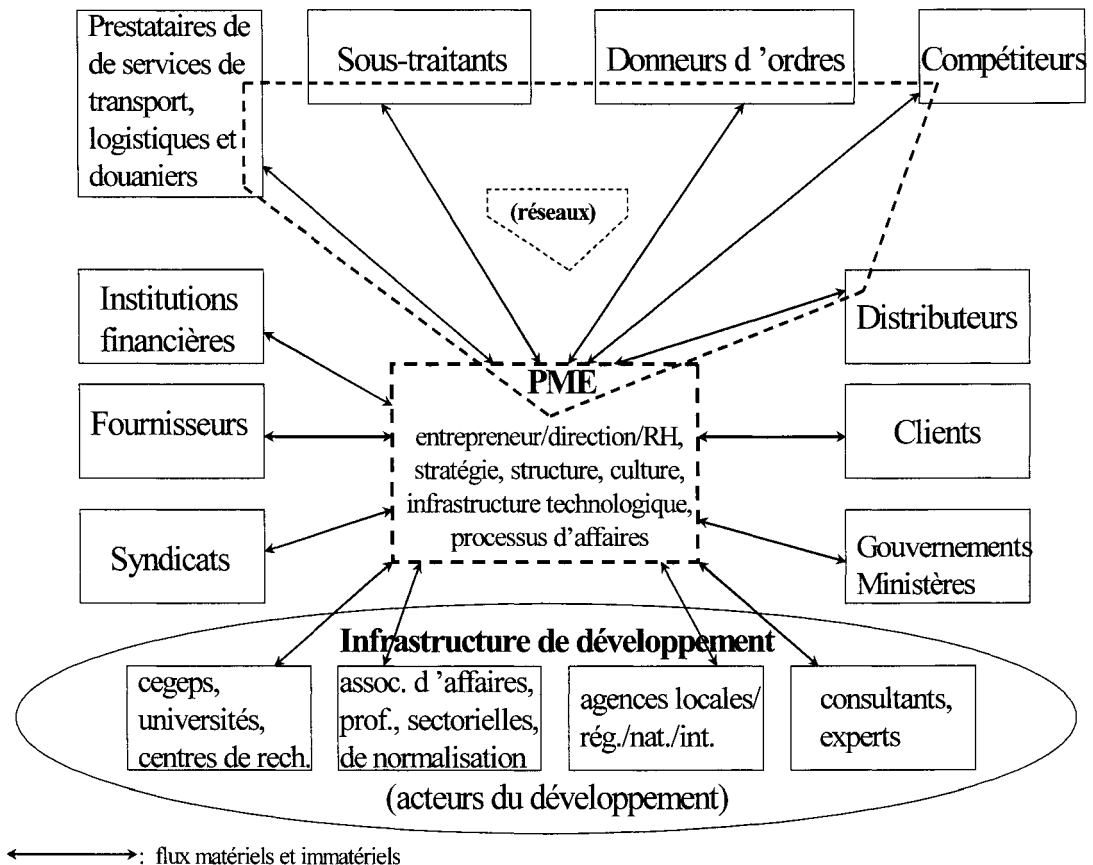 Prestataires de
de services de
transport,
logistiques et
douaniers
Sous-traitants
Donneurs d 'ordres
Compétiteurs
(réseaux)
Institutions
financières
Distributeurs
PME
entrepreneur/direction/RH,
stratégie, structure, culture,
infrastructure technologique,
processus d'affaires
Fournisseurs
Clients
Syndicats
Gouvernements
Ministères
Infrastructure de développement
cegeps,
universités,
centres de rech.
assoc. d 'affaires,
prof., sectorielles,
de normalisation
agences locales/
rég./nat./int.
consultants,
experts
(acteurs du développement)
: flux matériels et immatériels